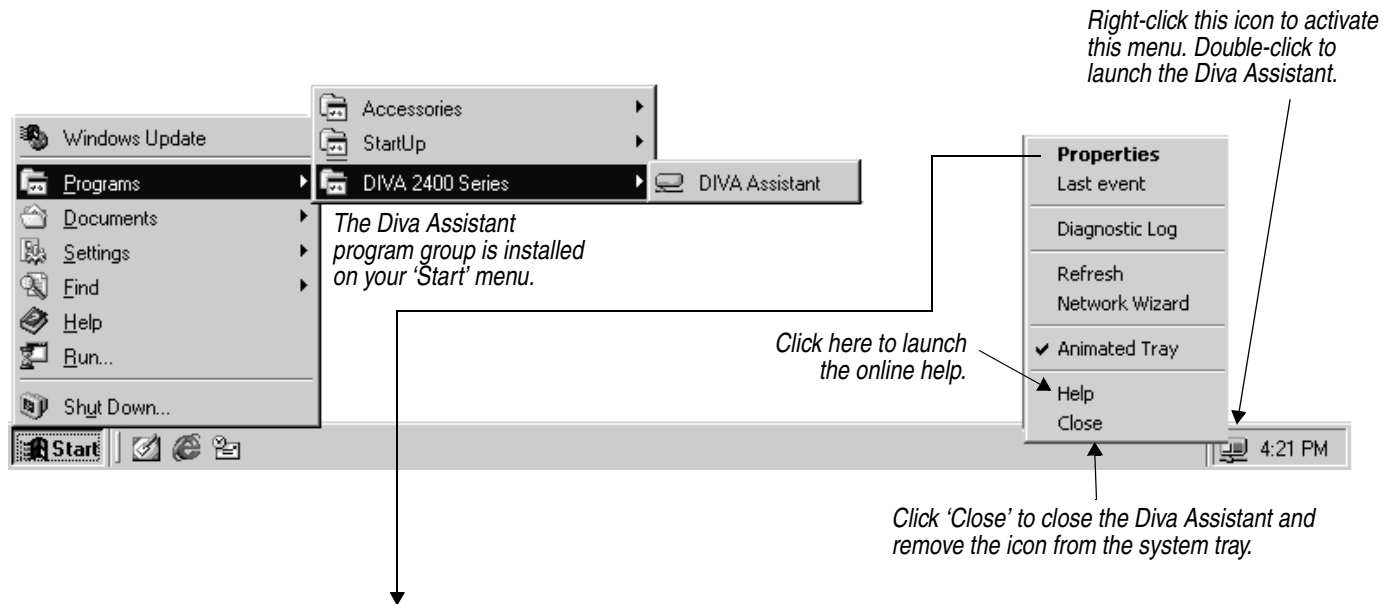 Right-click this icon to activate
this menu. Double-click to
launch the Diva Assistant.
Accessories
StartUp
DIVA 2400 Series
DIVA Assistant
Windows Update
Programs
Documents
Settings
Find
Help
Run...
Shut Down...
The Diva Assistant
program group is installed
on your ‘Start’ menu.
Properties
Last event
Diagnostic Log
Refresh
Network Wizard
Animated Tray
Help
Close
Click here to launch
the online help.
Start
4:21 PM
Click ‘Close’ to close the Diva Assistant and
remove the icon from the system tray.